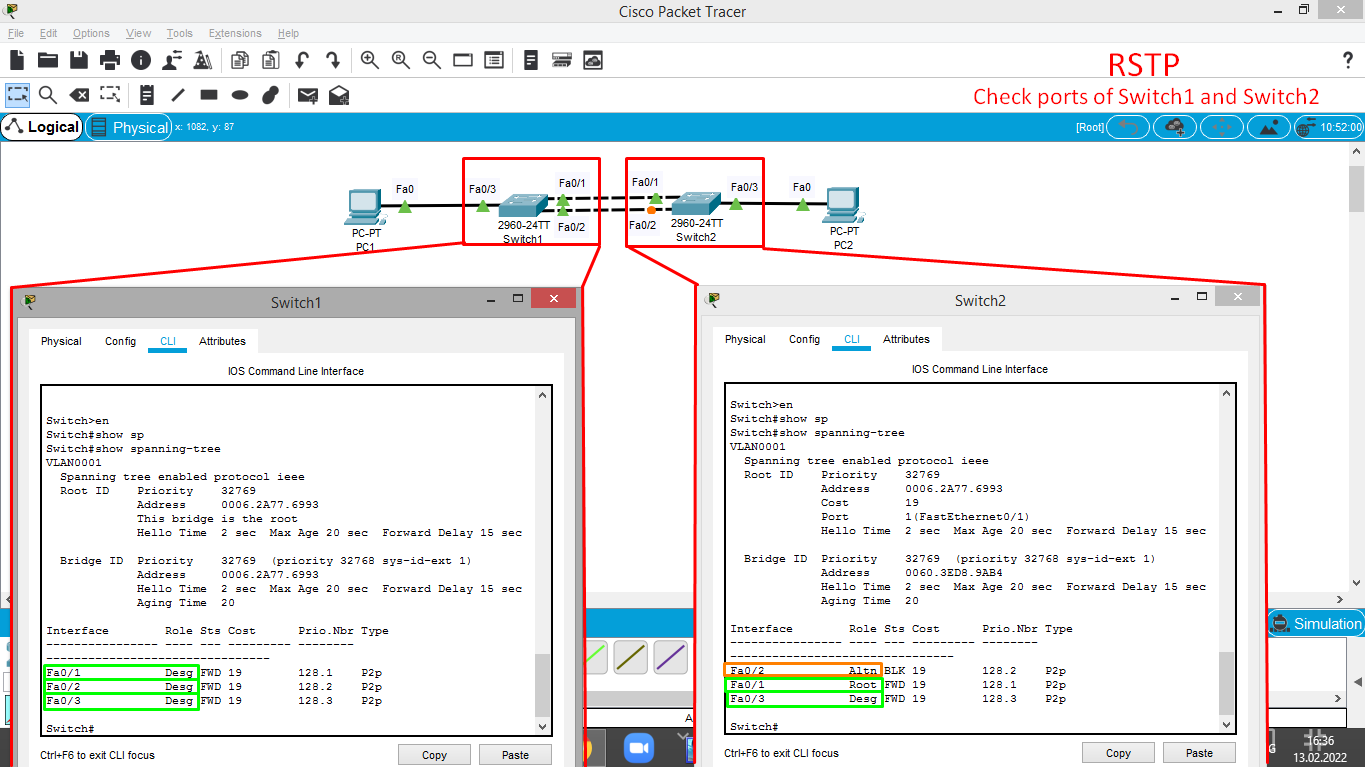 Cisco Packet Tracer
File Edit Options View Tools Extensions Help
RSTP
?
Check ports of Switch1 and Switch2
Logical Physical x: 1082, y: 87 [Root] 10:52:00
Fa0 Fa0/3 Fa0/1 Fa0/1 Fa0/3 Fa0
Fa0/2 Fa0/2
PC-PT 2960-24TT 2960-24TT PC-PT
PC1 Switch1 Switch2 PC2
Switch1
Physical Config CLI Attributes
IOS Command Line Interface
Switch>en
Switch#show sp
Switch#show spanning-tree
VLAN0001
Spanning tree enabled protocol ieee
Root ID Priority 32769
Address 0006.2A77.6993
This bridge is the root
Hello Time 2 sec Max Age 20 sec Forward Delay 15 sec
Bridge ID Priority 32769 (priority 32768 sys-id-ext 1)
Address 0006.2A77.6993
Hello Time 2 sec Max Age 20 sec Forward Delay 15 sec
Aging Time 20
Interface Role Sts Cost Prio.Nbr Type
---------------- ---- --- --------- -------- --------------------------------
Fa0/1 Desg FWD 19 128.1 P2p
Fa0/2 Desg FWD 19 128.2 P2p
Fa0/3 Desg FWD 19 128.3 P2p
Switch#
Ctrl+F6 to exit CLI focus Copy Paste
Switch2
Physical Config CLI Attributes
IOS Command Line Interface
Switch>en
Switch#show sp
Switch#show spanning-tree
VLAN0001
Spanning tree enabled protocol ieee
Root ID Priority 32769
Address 0006.2A77.6993
Cost 19
Port 1(FastEthernet0/1)
Hello Time 2 sec Max Age 20 sec Forward Delay 15 sec
Bridge ID Priority 32769 (priority 32768 sys-id-ext 1)
Address 0060.3ED8.9AB4
Hello Time 2 sec Max Age 20 sec Forward Delay 15 sec
Aging Time 20
Interface Role Sts Cost Prio.Nbr Type
---------------- ---- --- --------- -------- --------------------------------
Fa0/2 Altn BLK 19 128.2 P2p
Fa0/1 Root FWD 19 128.1 P2p
Fa0/3 Desg FWD 19 128.3 P2p
Switch#
Ctrl+F6 to exit CLI focus Copy Paste
Simulation
16:36
13.02.2022